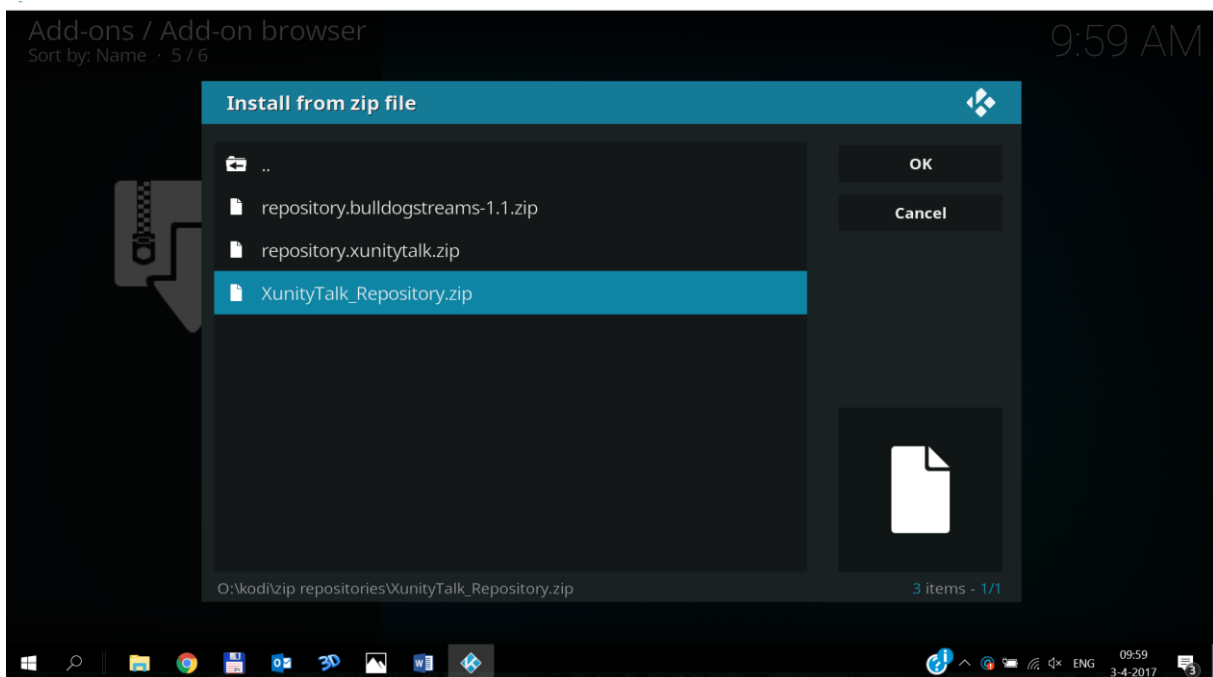 Add-ons / Add-on browser
Sort by: Name · 5 / 6
9:59 AM
Install from zip file
..
repository.bulldogstreams-1.1.zip
repository.xunitytalk.zip
XunityTalk_Repository.zip
OK
Cancel
O:\kodi\zip repositories\XunityTalk_Repository.zip
3 items - 1/1
3D
ENG
09:59
3-4-2017
3